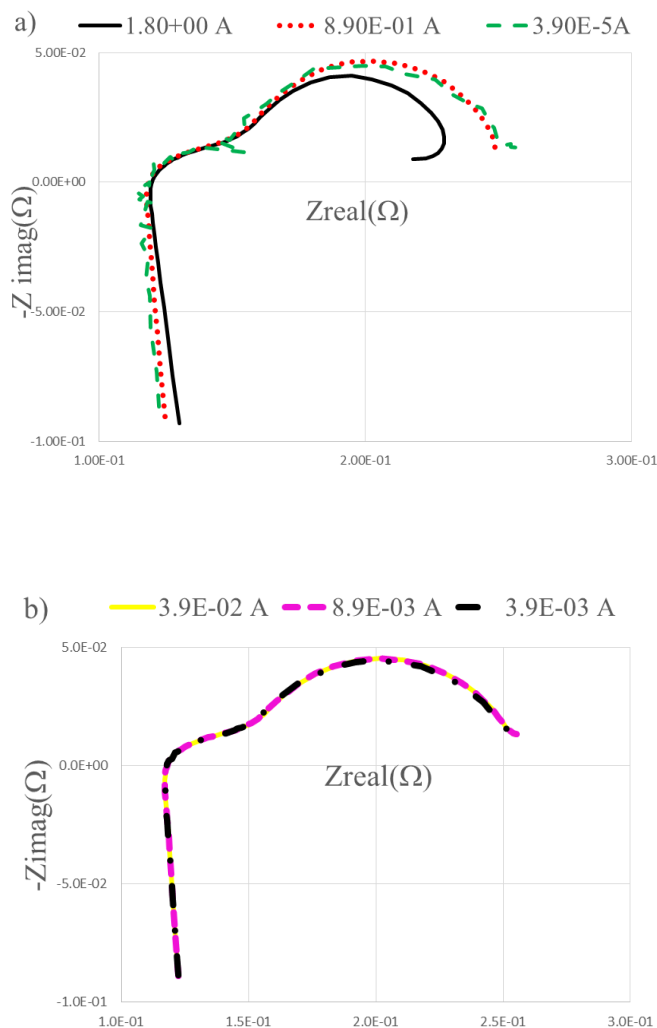 a) 1.80+00 A 8.90E-01 A 3.90E-5A
5.00E-02
0.00E+00
Zreal(Ω)
-Z imag(Ω)
-5.00E-02
-1.00E-01
1.00E-01 2.00E-01 3.00E-01
b) 3.9E-02 A 8.9E-03 A 3.9E-03 A
5.0E-02
0.0E+00
Zreal(Ω)
-Zimag(Ω)
-5.0E-02
-1.0E-01
1.0E-01 1.5E-01 2.0E-01 2.5E-01 3.0E-01